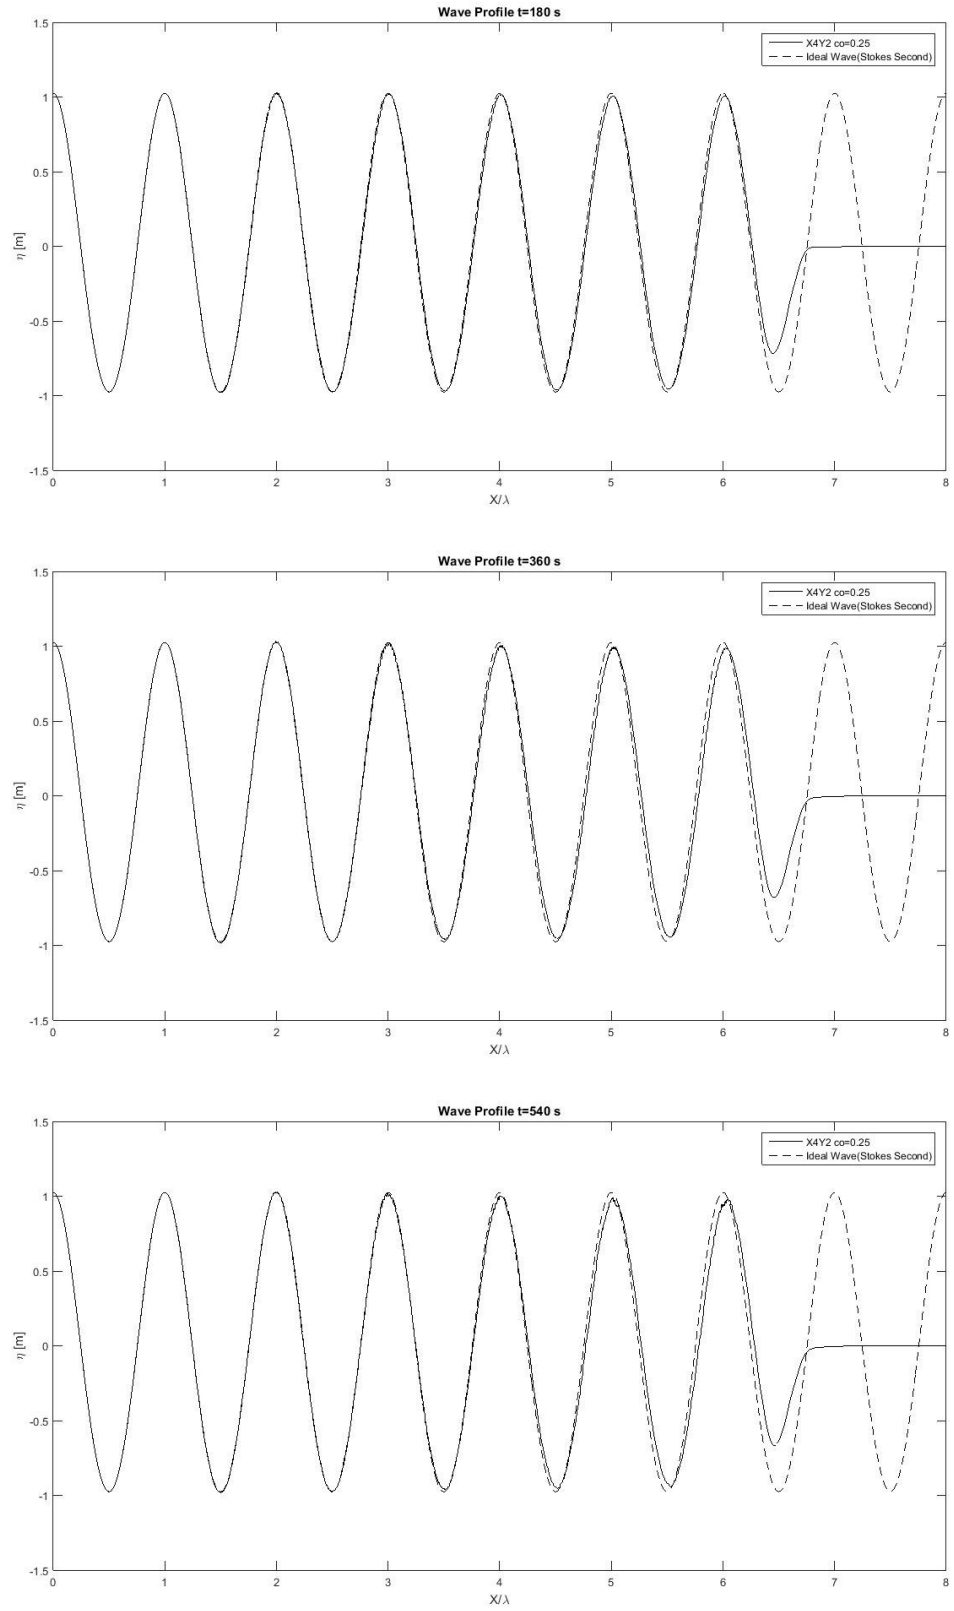 Wave Profile t=180 s
X4Y2 co=0.25
Ideal Wave(Stokes Second)
1.5
1
0.5
0
-0.5
-1
-1.5
η [m]
0 1 2 3 4 5 6 7 8
X/λ
Wave Profile t=360 s
X4Y2 co=0.25
Ideal Wave(Stokes Second)
1.5
1
0.5
0
-0.5
-1
-1.5
η [m]
0 1 2 3 4 5 6 7 8
X/λ
Wave Profile t=540 s
X4Y2 co=0.25
Ideal Wave(Stokes Second)
1.5
1
0.5
0
-0.5
-1
-1.5
η [m]
0 1 2 3 4 5 6 7 8
X/λ